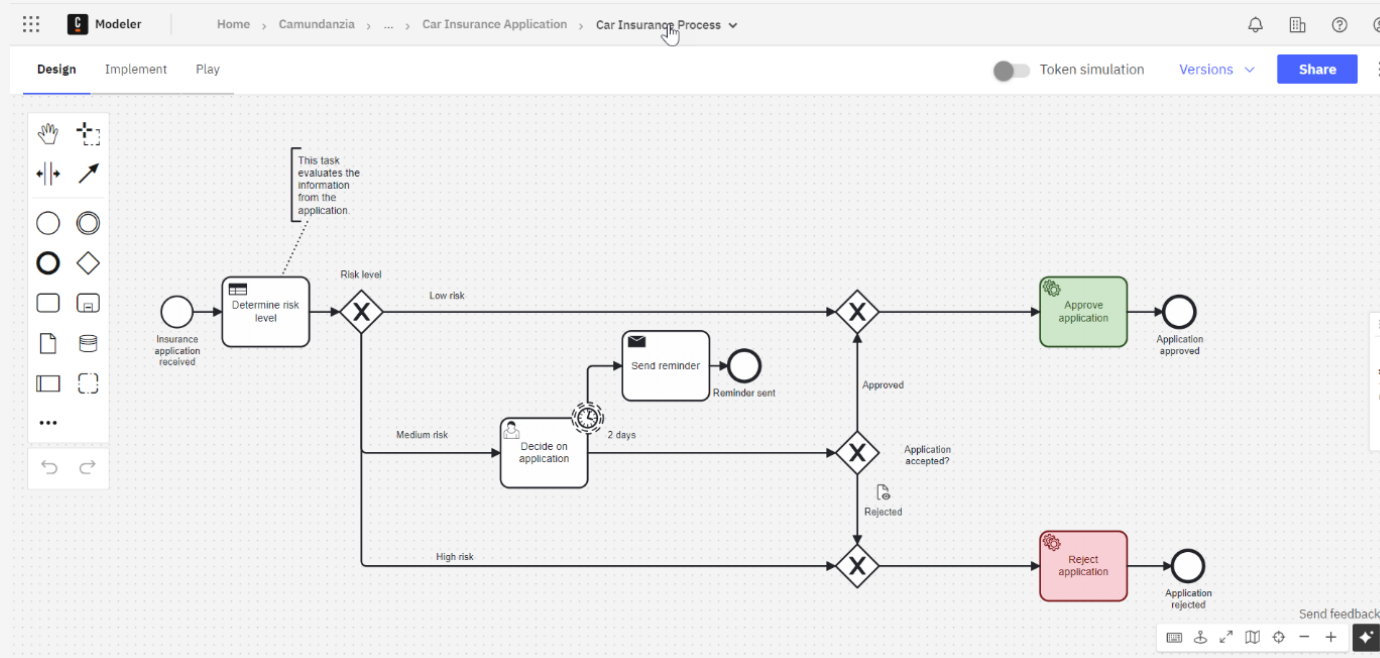 Modeler
Home > Camundanzia > ... > Car Insurance Application > Car Insurance Process
Design
Implement
Play
Token simulation
Versions
Share
This task
evaluates the
information
from the
application.
Risk level
Determine risk
level
Insurance
application
received
Low risk
Approve
application
Application
approved
Send reminder
Reminder sent
Approved
Medium risk
2 days
Decide on
application
Application
accepted?
Rejected
High risk
Reject
application
Application
rejected
Send feedback